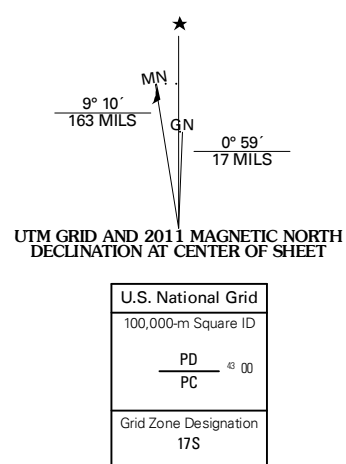 MN
9° 10´
163 MILS
GN
0° 59´
17 MILS
UTM GRID AND 2011 MAGNETIC NORTH
DECLINATION AT CENTER OF SHEET
U.S. National Grid
100,000-m Square ID
PD
43 00
PC
Grid Zone Designation
17S